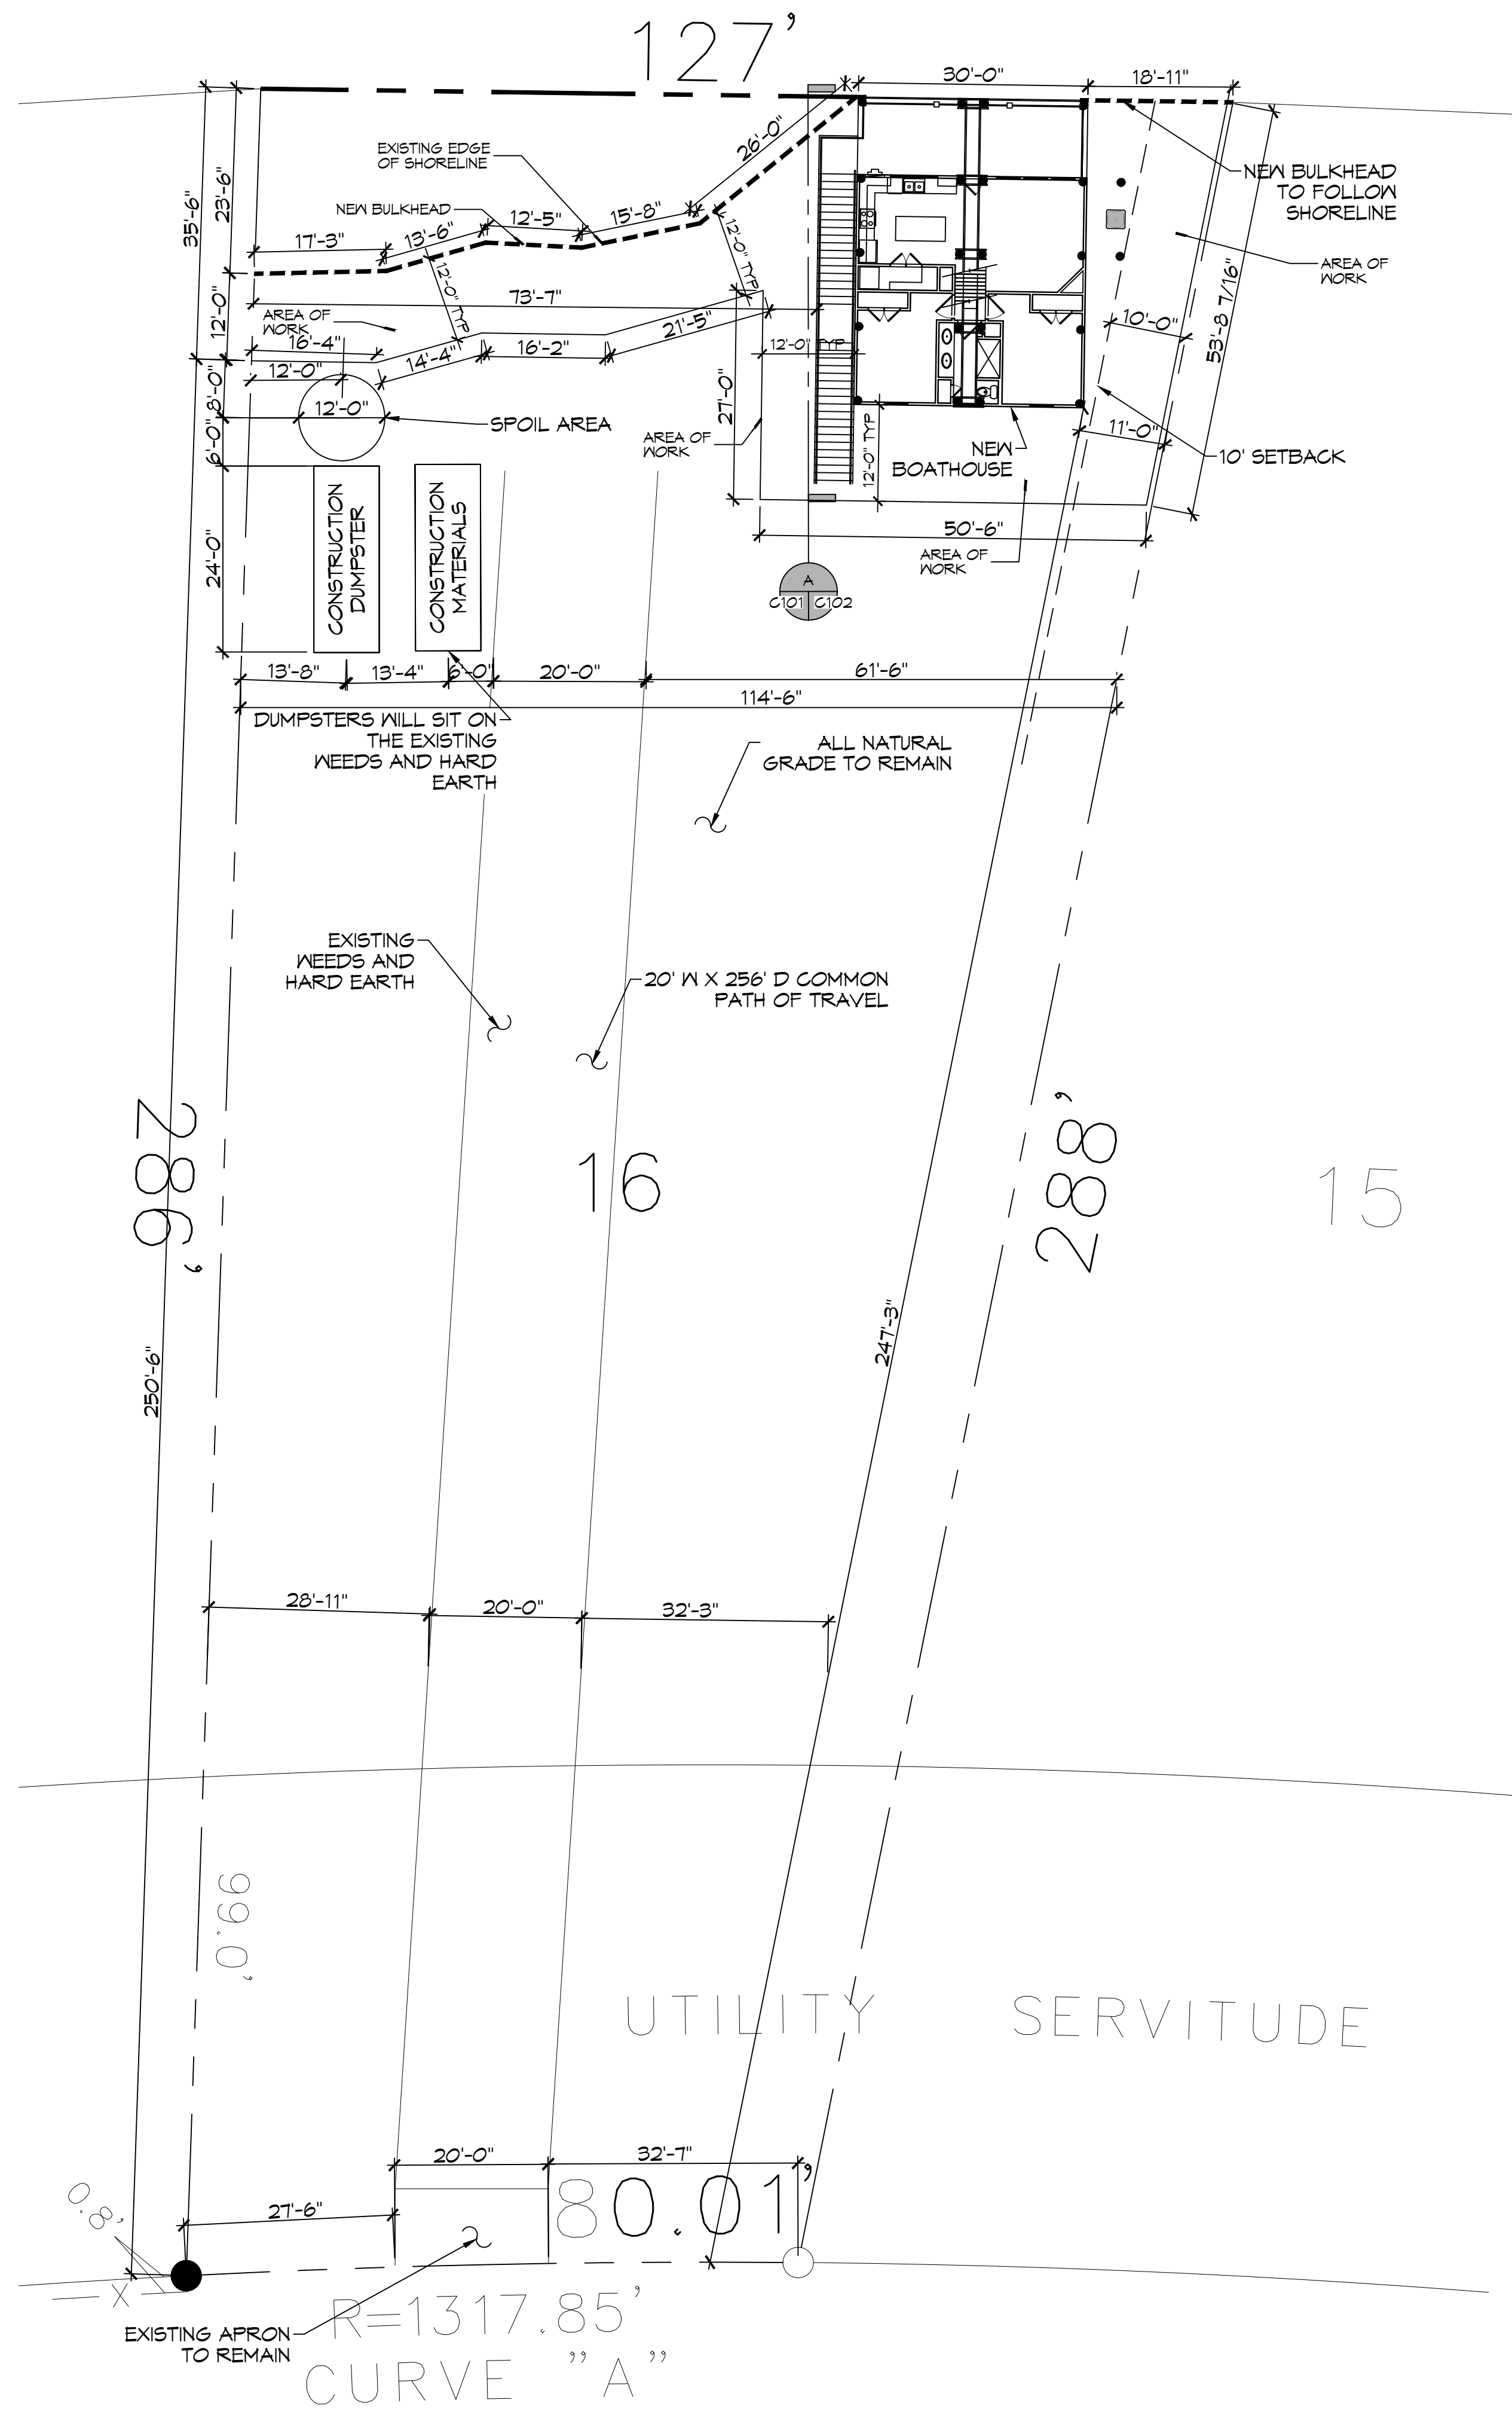 127'
30'-0"
18'-11"
26'-0"
EXISTING EDGE
OF SHORELINE
NEW BULKHEAD
TO FOLLOW
SHORELINE
35'-6"
23'-6"
NEW BULKHEAD
12'-5"
15'-8"
13'-6"
17'-3"
12'-0" TYP
12'-0" TYP
AREA OF
WORK
53'-8 7/16"
73'-7"
12'-0"
AREA OF
WORK
21'-5"
10'-0"
16'-4"
14'-4"
16'-2"
12'-0" TYP
12'-0"
8'-0"
12'-0"
27'-0"
SPOIL AREA
6'-0"
AREA OF
WORK
12'-0" TYP
NEW
BOATHOUSE
11'-0"
10' SETBACK
CONSTRUCTION
DUMPSTER
CONSTRUCTION
MATERIALS
24'-0"
50'-6"
AREA OF
WORK
A
C101
C102
13'-8"
13'-4"
6'-0"
20'-0"
61'-6"
114'-6"
DUMPSTERS WILL SIT ON
THE EXISTING
WEEDS AND HARD
EARTH
ALL NATURAL
GRADE TO REMAIN
EXISTING
WEEDS AND
HARD EARTH
20' W X 256' D COMMON
PATH OF TRAVEL
286'
16
288'
15
247'-3"
250'-6"
28'-11"
20'-0"
32'-3"
99.0'
UTILITY SERVITUDE
20'-0"
32'-7"
80.01'
27'-6"
0.8'
X
R=1317.85'
EXISTING APRON
TO REMAIN
CURVE "A"